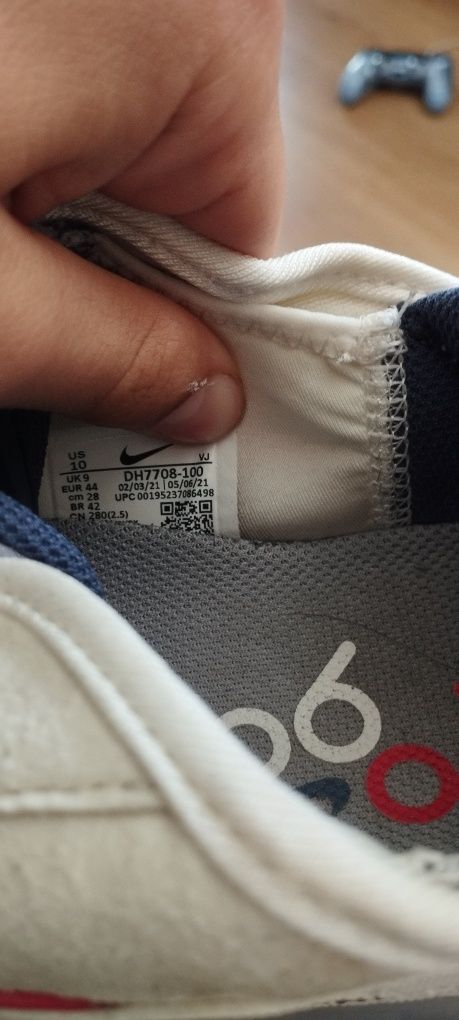 US VJ
10
UK 9 DH7708-100
EUR 44 02/03/21 05/06/21
cm 28 UPC 00195237086498
BR 42
CN 280(2.5)